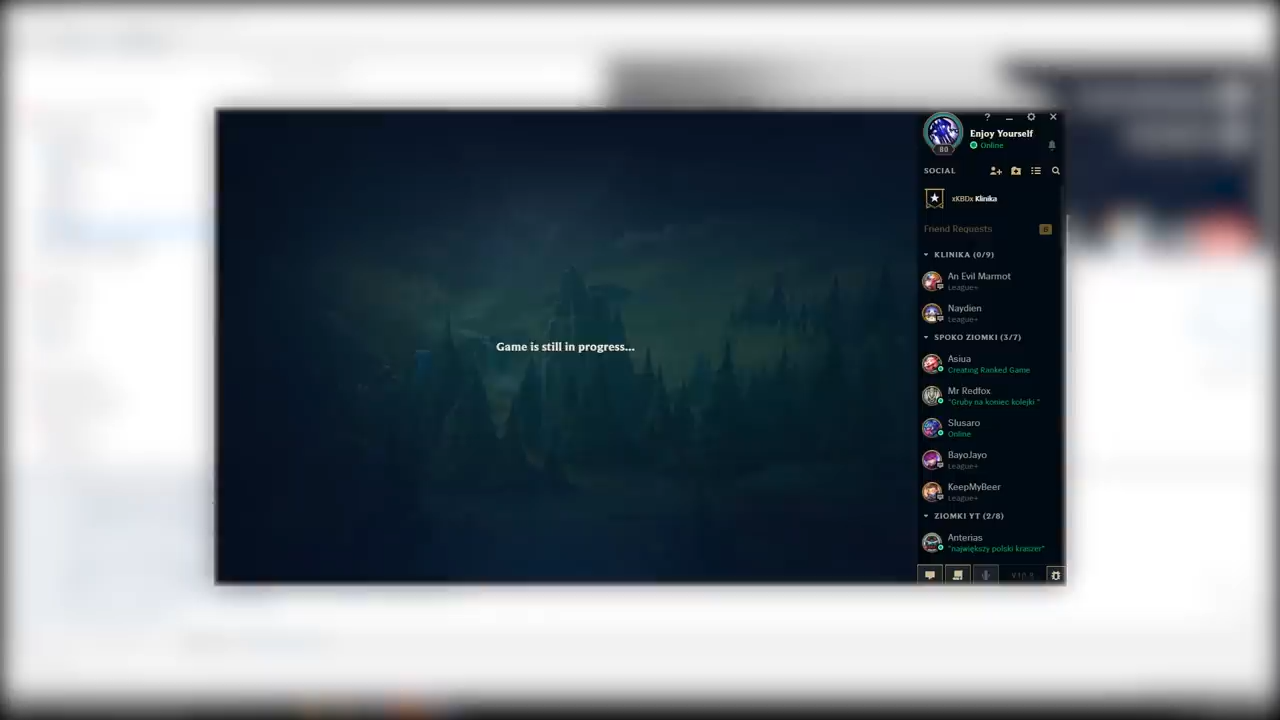 ?
Enjoy Yourself
80
Online
SOCIAL
xKBDx Klinika
Friend Requests
KLINIKA (0/9)
An Evil Marmot
League+
Naydien
League+
SPOKO ZIOMKI (3/7)
Asiua
Creating Ranked Game
Mr Redfox
"Gruby na koniec kolejki "
Slusaro
Online
BayoJayo
League+
KeepMyBeer
League+
ZIOMKI YT (2/8)
Anterias
"największy polski kraszer"
Game is still in progress...